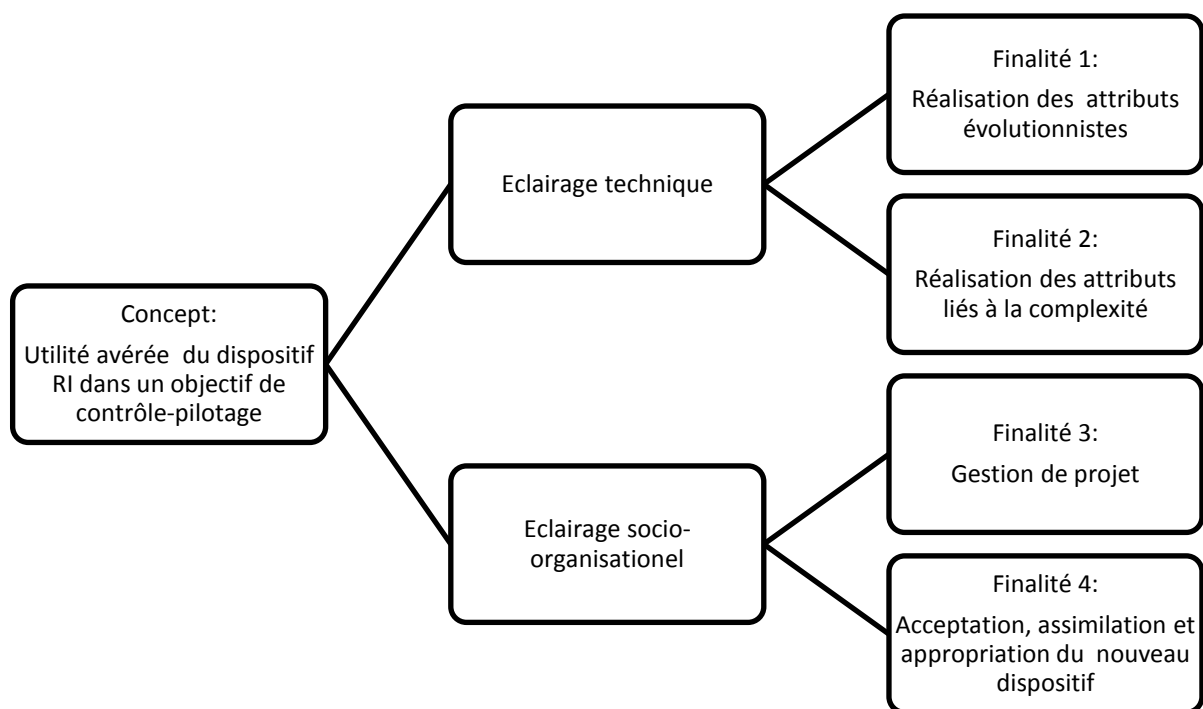 Concept:
Utilité avérée du dispositif
RI dans un objectif de
contrôle-pilotage
Eclairage technique
Finalité 1:
Réalisation des attributs
évolutionnistes
Finalité 2:
Réalisation des attributs
liés à la complexité
Eclairage socio-
organisationel
Finalité 3:
Gestion de projet
Finalité 4:
Acceptation, assimilation et
appropriation du nouveau
dispositif